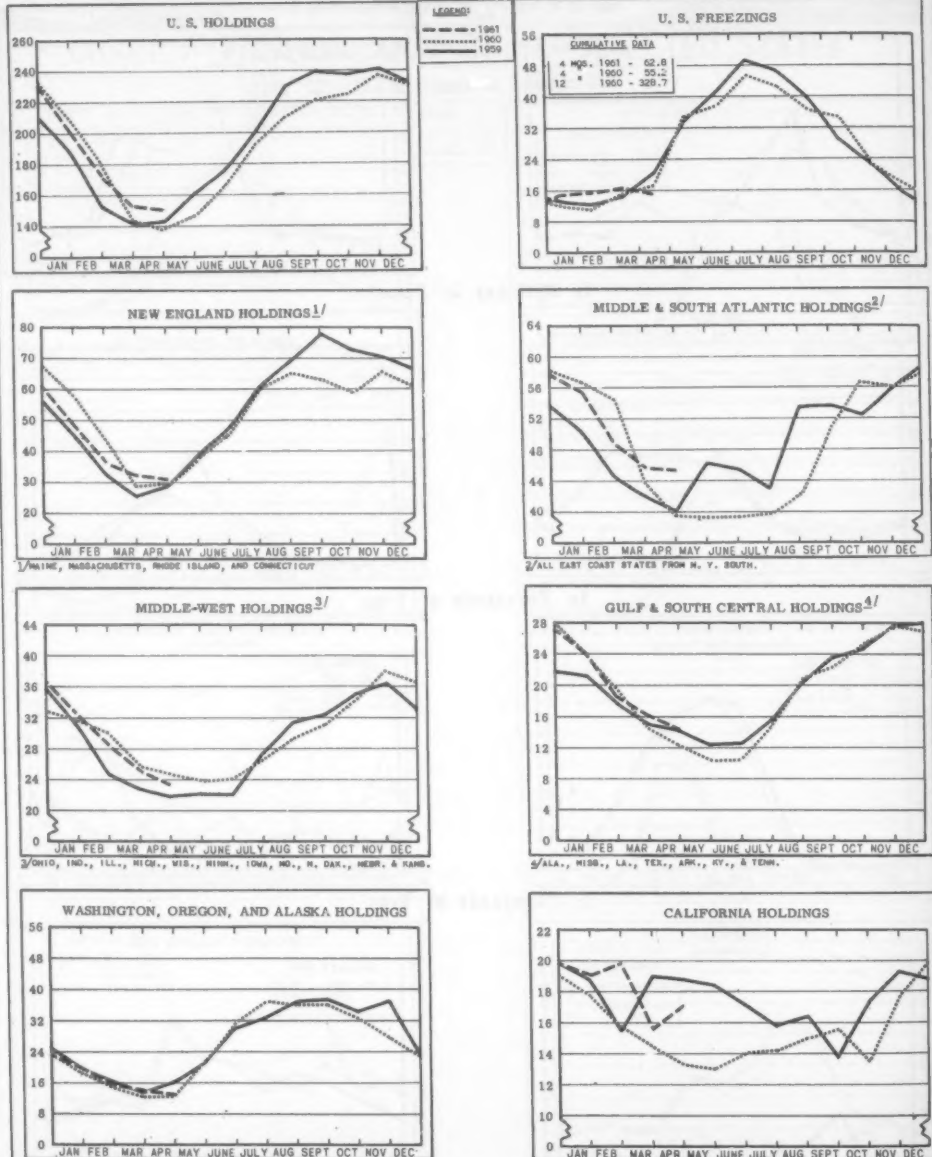 U. S. HOLDINGS
260
240
220
200
180
160
140
0
JAN FEB MAR APR MAY JUNE JULY AUG SEPT OCT NOV DEC
LEGEND:
1961
1960
1959
U. S. FREEZINGS
CUMULATIVE DATA
4 MOS. 1961 - 62.8
4 " 1960 - 55.2
12 " 1960 - 328.7
56
48
40
32
24
16
8
0
JAN FEB MAR APR MAY JUNE JULY AUG SEPT OCT NOV DEC
NEW ENGLAND HOLDINGS 1/
80
70
60
50
40
30
20
0
JAN FEB MAR APR MAY JUNE JULY AUG SEPT OCT NOV DEC
1/MAINE, MASSACHUSETTS, RHODE ISLAND, AND CONNECTICUT
MIDDLE & SOUTH ATLANTIC HOLDINGS 2/
64
60
56
52
48
44
40
0
JAN FEB MAR APR MAY JUNE JULY AUG SEPT OCT NOV DEC
2/ALL EAST COAST STATES FROM N. Y. SOUTH.
MIDDLE-WEST HOLDINGS 3/
44
40
36
32
28
24
20
0
JAN FEB MAR APR MAY JUNE JULY AUG SEPT OCT NOV DEC
3/OHIO, IND., ILL., MICH., WIS., MINN., IOWA, MO., N. DAK., NEBR. & KANS.
GULF & SOUTH CENTRAL HOLDINGS 4/
28
24
20
16
12
8
4
0
JAN FEB MAR APR MAY JUNE JULY AUG SEPT OCT NOV DEC
4/ALA., MISS., LA., TEX., ARK., KY., & TENN.
WASHINGTON, OREGON, AND ALASKA HOLDINGS
56
48
40
32
24
16
8
0
JAN FEB MAR APR MAY JUNE JULY AUG SEPT OCT NOV DEC
CALIFORNIA HOLDINGS
22
20
18
16
14
12
10
0
JAN FEB MAR APR MAY JUNE JULY AUG SEPT OCT NOV DEC